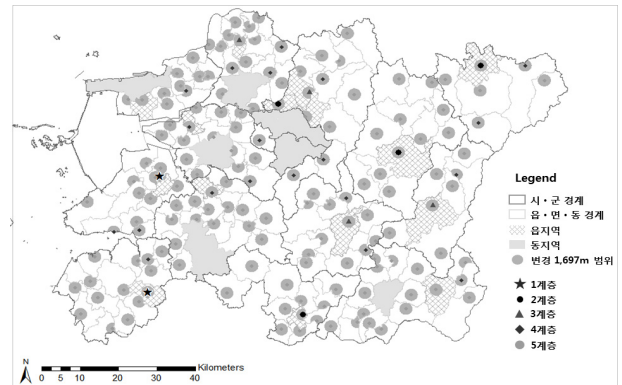 Legend
시・군 경계
읍・면・동 경계
읍지역
동지역
반경 1,697m 범위
1계층
2계층
3계층
4계층
5계층
N
Kilometers
0 5 10 20 30 40